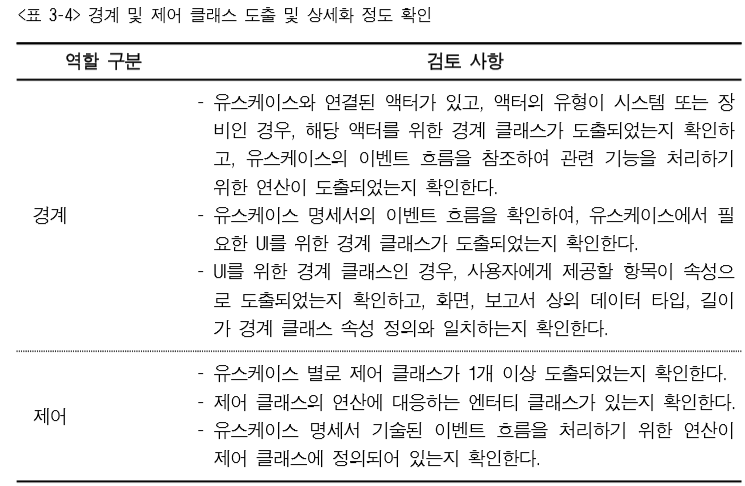 <표 3-4> 경계 및 제어 클래스 도출 및 상세화 정도 확인
역할 구분 검토 사항
- 유스케이스와 연결된 액터가 있고, 액터의 유형이 시스템 또는 장
비인 경우, 해당 액터를 위한 경계 클래스가 도출되었는지 확인하
고, 유스케이스의 이벤트 흐름을 참조하여 관련 기능을 처리하기
위한 연산이 도출되었는지 확인한다.
경계
- 유스케이스 명세서의 이벤트 흐름을 확인하여, 유스케이스에서 필
요한 UI를 위한 경계 클래스가 도출되었는지 확인한다.
- UI를 위한 경계 클래스인 경우, 사용자에게 제공할 항목이 속성으
로 도출되었는지 확인하고, 화면, 보고서 상의 데이터 타입, 길이
가 경계 클래스 속성 정의와 일치하는지 확인한다.
- 유스케이스 별로 제어 클래스가 1개 이상 도출되었는지 확인한다.
제어
- 제어 클래스의 연산에 대응하는 엔터티 클래스가 있는지 확인한다.
- 유스케이스 명세서 기술된 이벤트 흐름을 처리하기 위한 연산이
제어 클래스에 정의되어 있는지 확인한다.